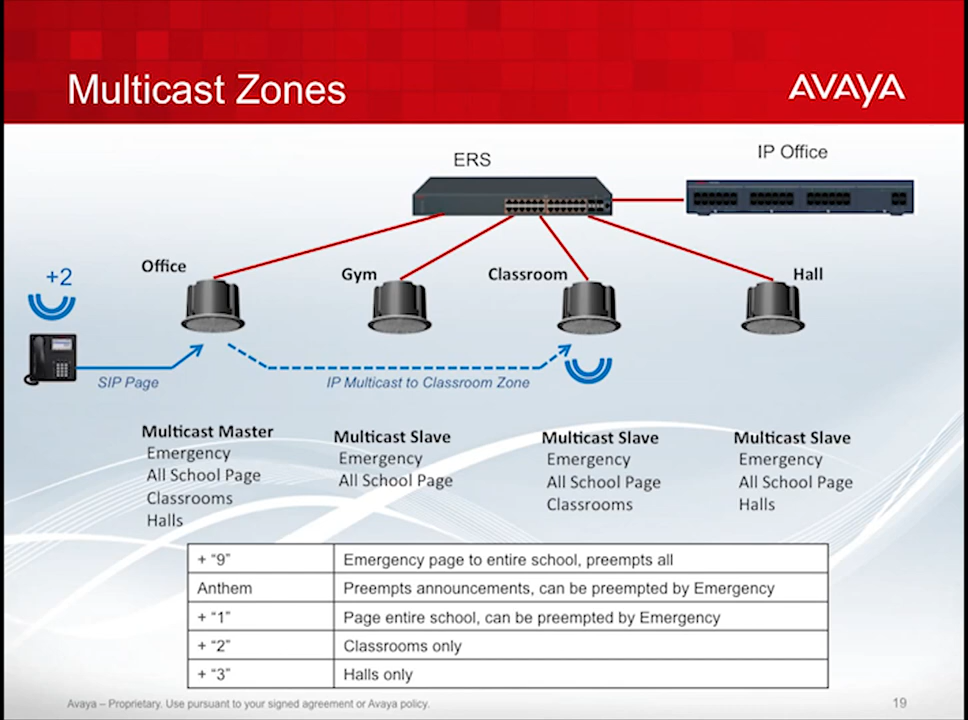 Multicast Zones
AVAYA
ERS
IP Office
Office
Gym
Classroom
Hall
+2
SIP Page
IP Multicast to Classroom Zone
Multicast Master
Emergency
All School Page
Classrooms
Halls
Multicast Slave
Emergency
All School Page
Multicast Slave
Emergency
All School Page
Classrooms
Multicast Slave
Emergency
All School Page
Halls
+ “9” Emergency page to entire school, preempts all
Anthem Preempts announcements, can be preempted by Emergency
+ “1” Page entire school, can be preempted by Emergency
+ “2” Classrooms only
+ “3” Halls only
Avaya – Proprietary. Use pursuant to your signed agreement or Avaya policy.
19